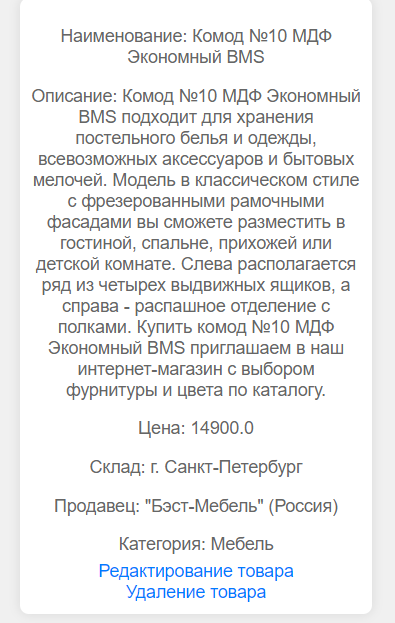 Наименование: Комод №10 МДФ
Экономный BMS
Описание: Комод №10 МДФ Экономный
BMS подходит для хранения
постельного белья и одежды,
всевозможных аксессуаров и бытовых
мелочей. Модель в классическом стиле
с фрезерованными рамочными
фасадами вы сможете разместить в
гостиной, спальне, прихожей или
детской комнате. Слева располагается
ряд из четырех выдвижных ящиков, а
справа - распашное отделение с
полками. Купить комод №10 МДФ
Экономный BMS приглашаем в наш
интернет-магазин с выбором
фурнитуры и цвета по каталогу.
Цена: 14900.0
Склад: г. Санкт-Петербург
Продавец: "Бэст-Мебель" (Россия)
Категория: Мебель
Редактирование товара
Удаление товара